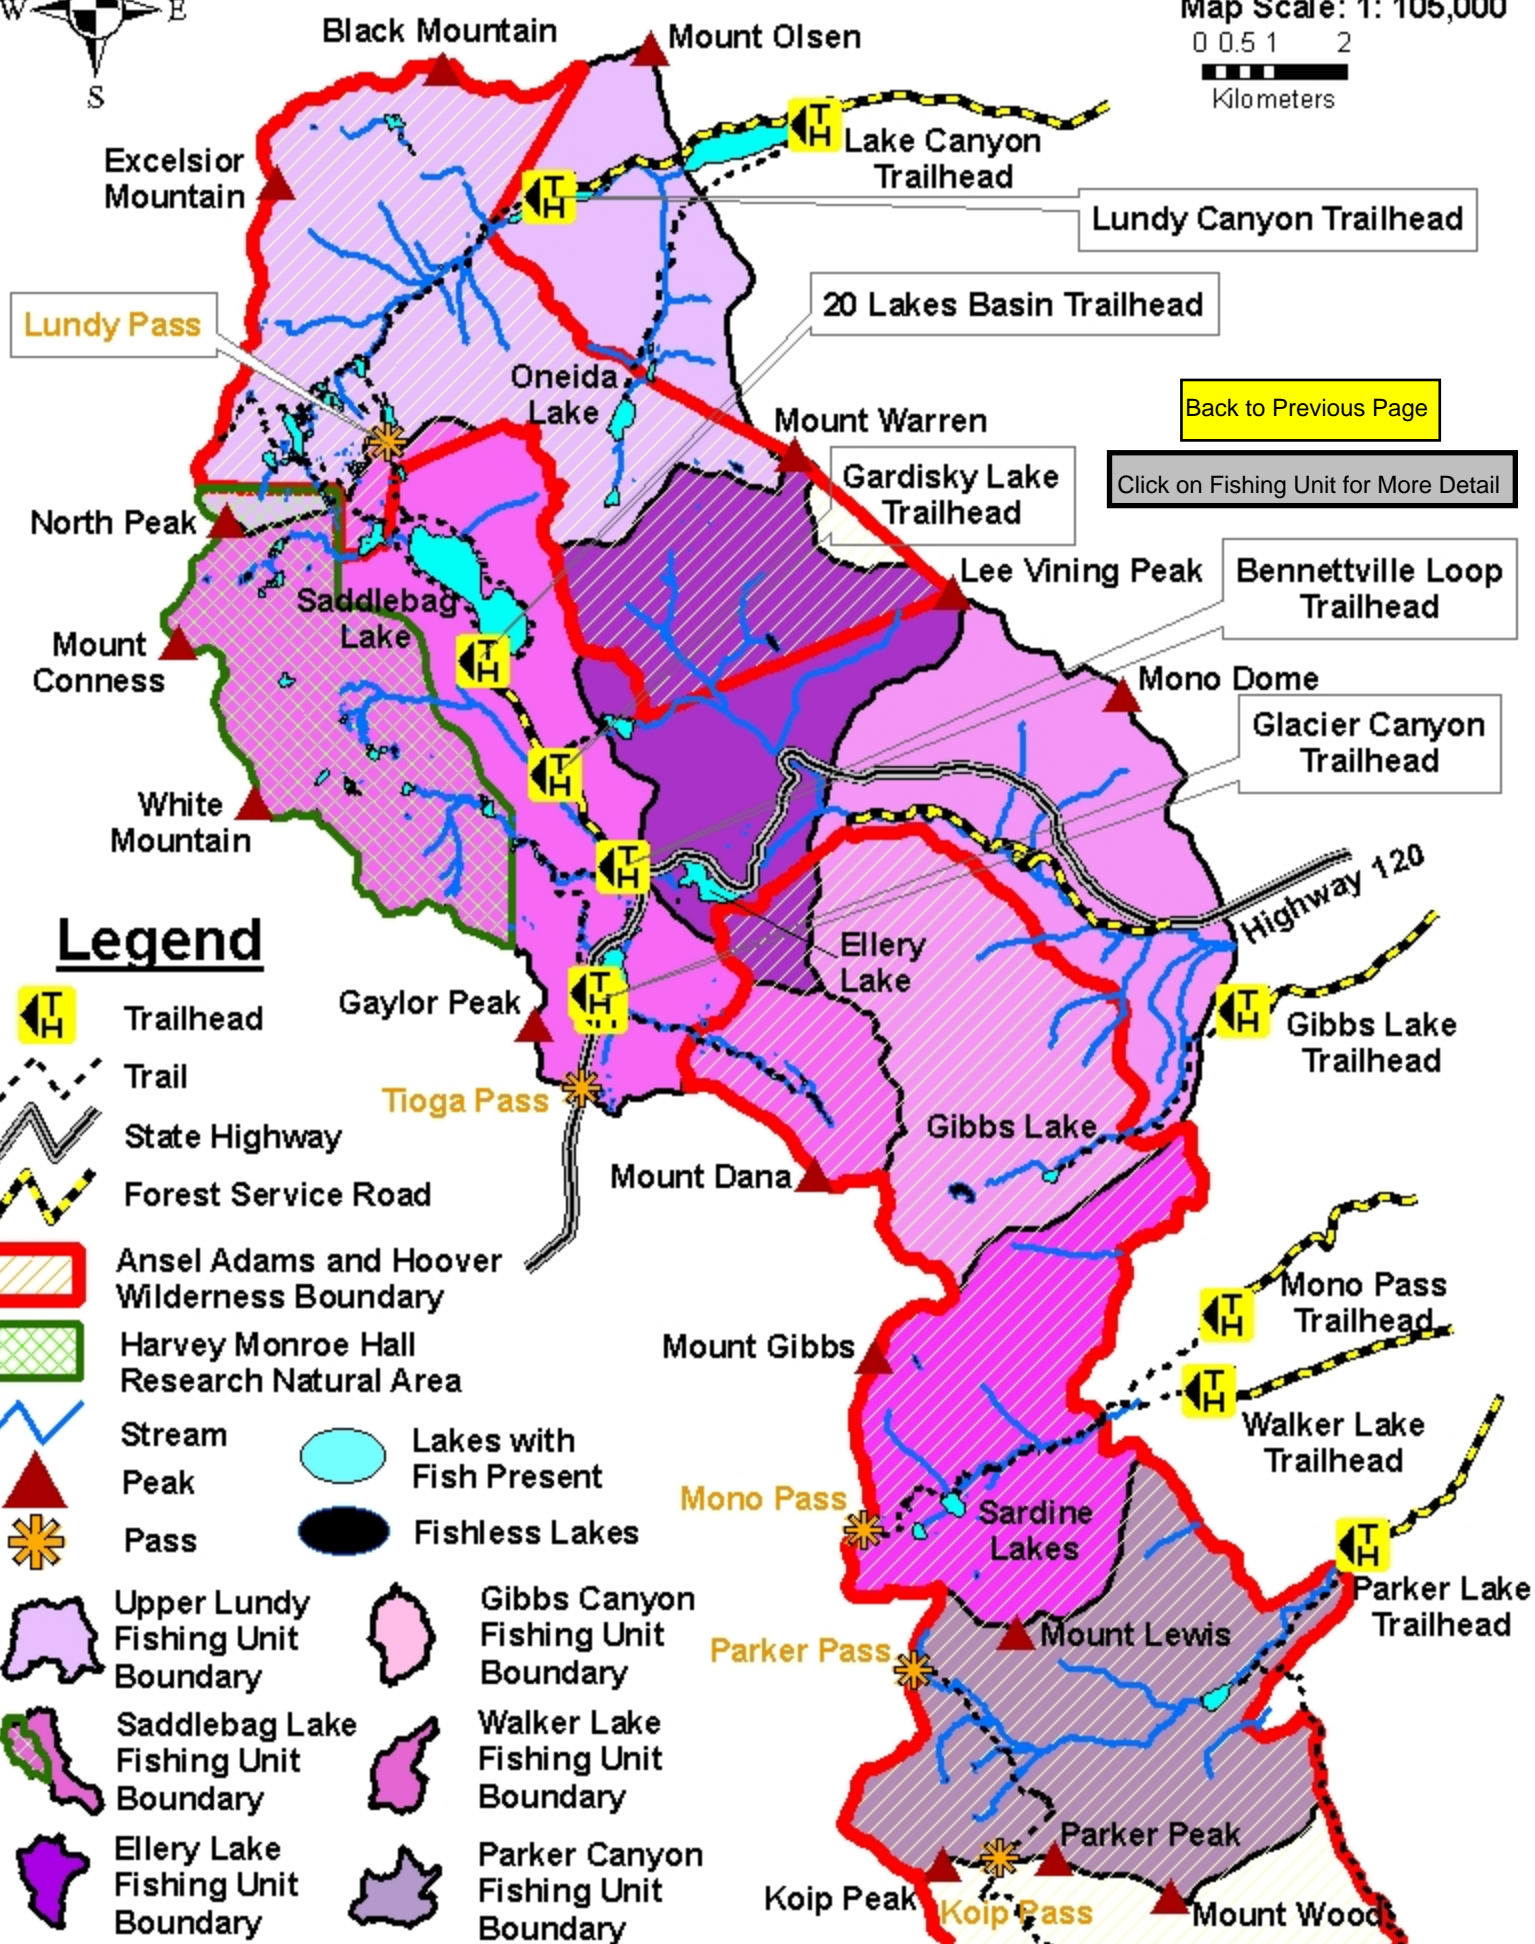 W E
S
Map Scale: 1: 105,000
0 0.5 1 2
Kilometers
Black Mountain
Mount Olsen
T
H
Lake Canyon
Trailhead
Excelsior
Mountain
T
H
Lundy Canyon Trailhead
20 Lakes Basin Trailhead
Lundy Pass
Oneida
Lake
Back to Previous Page
Mount Warren
Gardisky Lake
Trailhead
Click on Fishing Unit for More Detail
North Peak
Lee Vining Peak
Bennettville Loop
Trailhead
Saddlebag
Lake
Mount
Conness
T
H
Mono Dome
Glacier Canyon
Trailhead
T
H
White
Mountain
T
H
Highway 120
Legend
Ellery
Lake
T
H
Trailhead
Gaylor Peak
T
H
T
H
Gibbs Lake
Trailhead
Trail
Tioga Pass
State Highway
Gibbs Lake
Mount Dana
Forest Service Road
Ansel Adams and Hoover
Wilderness Boundary
Mono Pass
Trailhead
T
H
Harvey Monroe Hall
Research Natural Area
Mount Gibbs
T
H
Walker Lake
Trailhead
Stream
Lakes with
Fish Present
Peak
Mono Pass
Sardine
Lakes
Pass
Fishless Lakes
T
H
Parker Lake
Trailhead
Upper Lundy
Fishing Unit
Boundary
Gibbs Canyon
Fishing Unit
Boundary
Parker Pass
Mount Lewis
Saddlebag Lake
Fishing Unit
Boundary
Walker Lake
Fishing Unit
Boundary
Ellery Lake
Fishing Unit
Boundary
Parker Canyon
Fishing Unit
Boundary
Parker Peak
Koip Peak
Koip Pass
Mount Wood